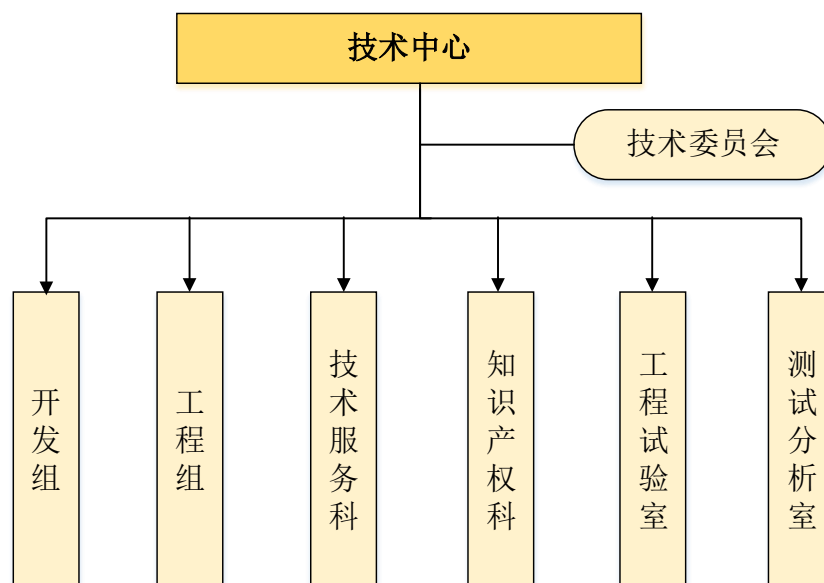 技术中心
技术委员会
开发组
工程组
技术服务科
知识产权科
工程试验室
测试分析室